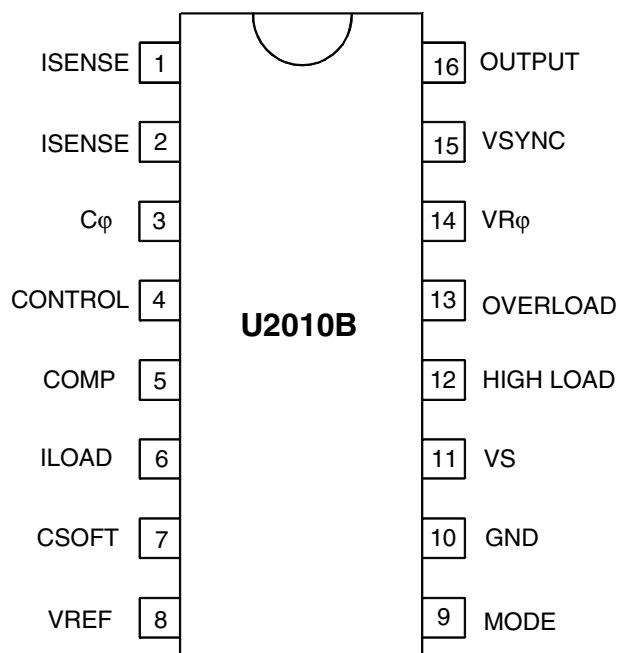 ISENSE 1 16 OUTPUT
ISENSE 2 15 VSYNC
Cφ 3 14 VRφ
CONTROL 4 13 OVERLOAD
U2010B
COMP 5 12 HIGH LOAD
ILOAD 6 11 VS
CSOFT 7 10 GND
VREF 8 9 MODE